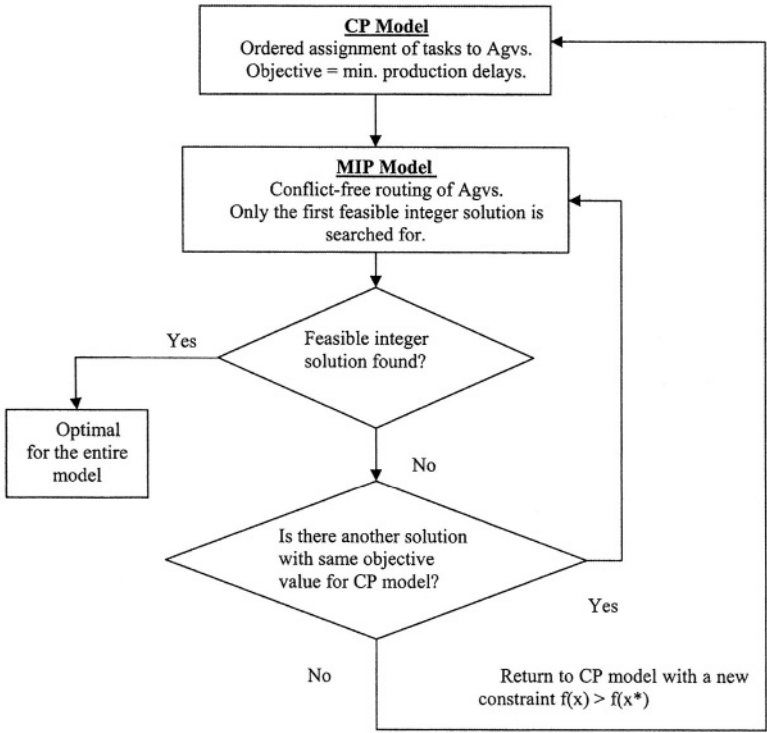 CP Model
Ordered assignment of tasks to Agvs.
Objective = min. production delays.
MIP Model
Conflict-free routing of Agvs.
Only the first feasible integer solution is
searched for.
Feasible integer
solution found?
Yes
Optimal
for the entire
model
No
Is there another solution
with same objective
value for CP model?
Yes
No
Return to CP model with a new
constraint f(x) > f(x*)